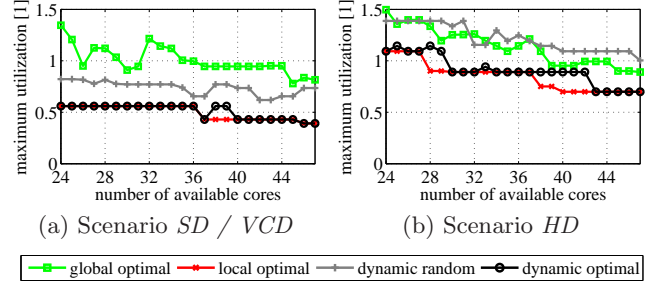 1.5
1
0.5
0
maximum utilization [1]
24 28 32 36 40 44
number of available cores
(a) Scenario SD / VCD
1.5
1
0.5
0
maximum utilization [1]
24 28 32 36 40 44
number of available cores
(b) Scenario HD
global optimal local optimal dynamic random dynamic optimal